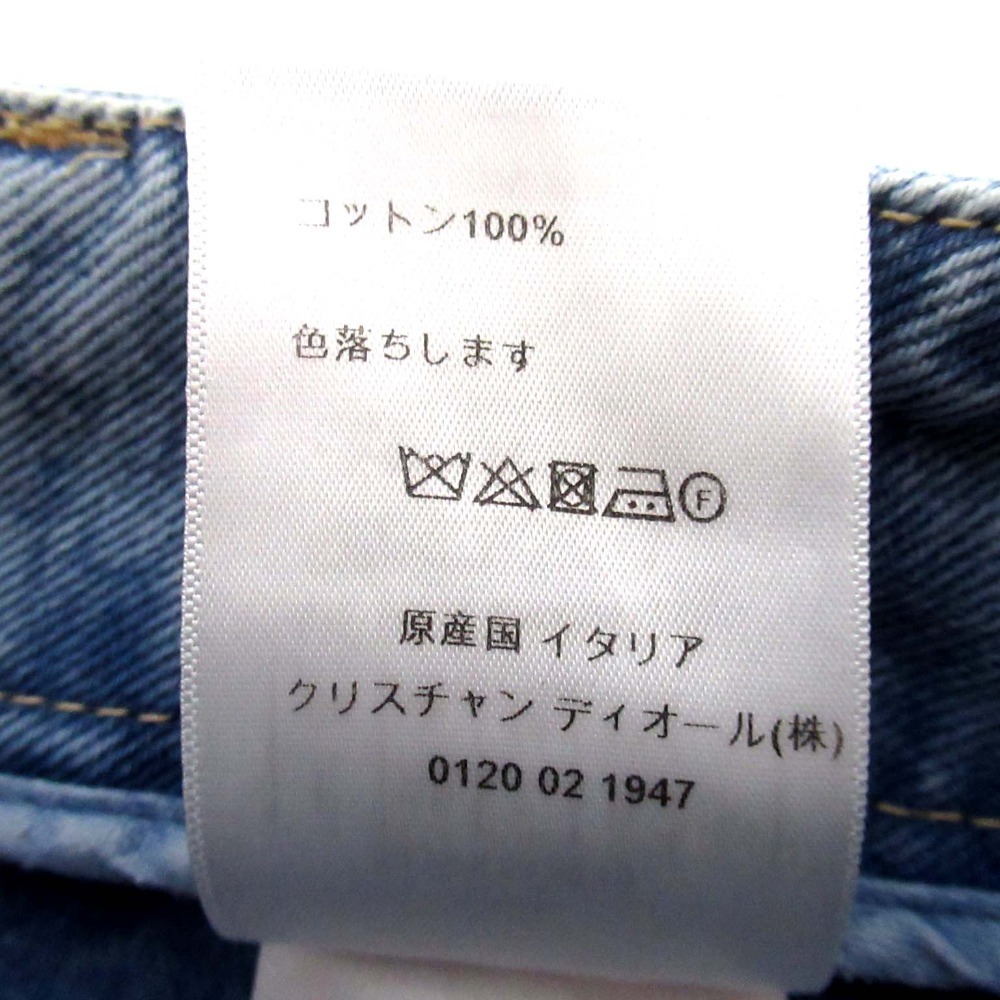 コットン100%
色落ちします
F
原産国 イタリア
クリスチャン ディオール(株)
0120 02 1947